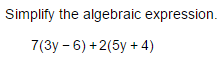 Simplify the algebraic expression.
7(3y – 6) +2(5y + 4)